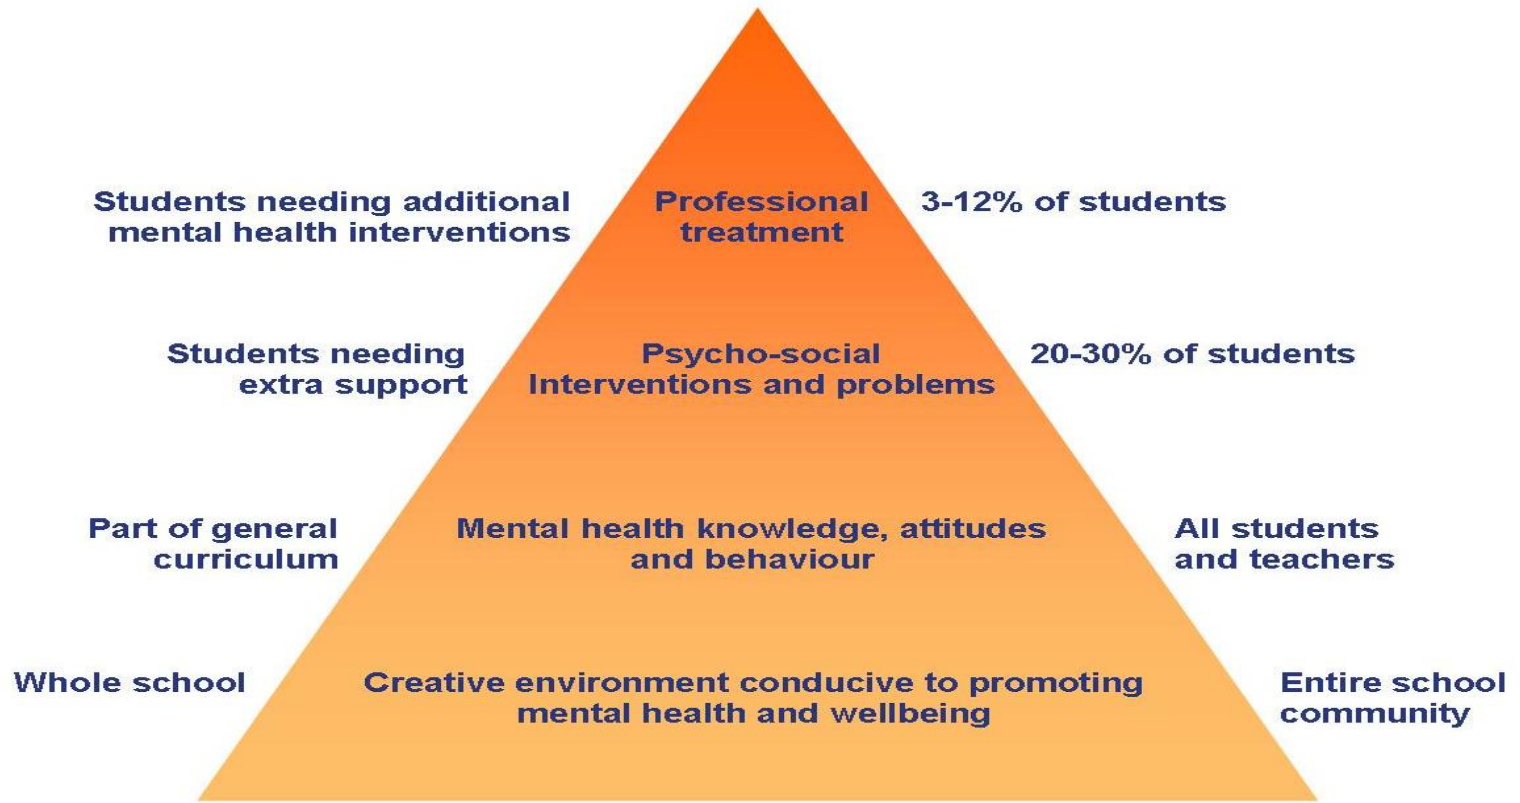 Students needing additional
mental health interventions
Professional
treatment
3-12% of students
Students needing
extra support
Psycho-social
Interventions and problems
20-30% of students
Part of general
curriculum
Mental health knowledge, attitudes
and behaviour
All students
and teachers
Whole school
Creative environment conducive to promoting
mental health and wellbeing
Entire school
community